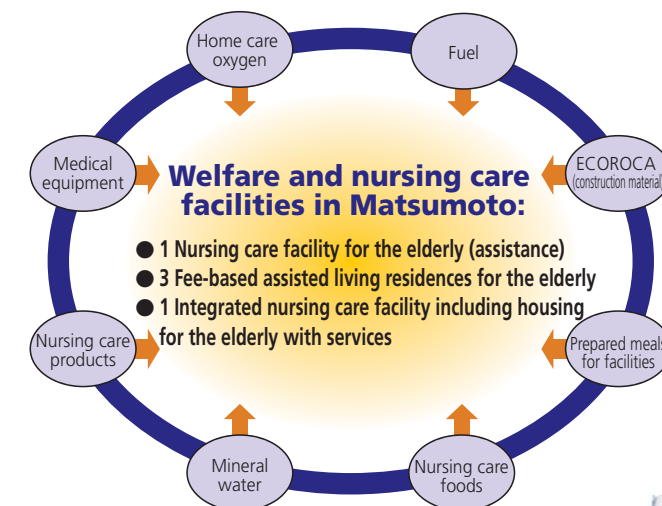 Home care
oxygen
Fuel
Medical
equipment
ECOROCA
(construction material)
Welfare and nursing care
facilities in Matsumoto:
● 1 Nursing care facility for the elderly (assistance)
● 3 Fee-based assisted living residences for the elderly
● 1 Integrated nursing care facility including housing
for the elderly with services
Nursing care
products
Prepared meals
for facilities
Mineral
water
Nursing care
foods